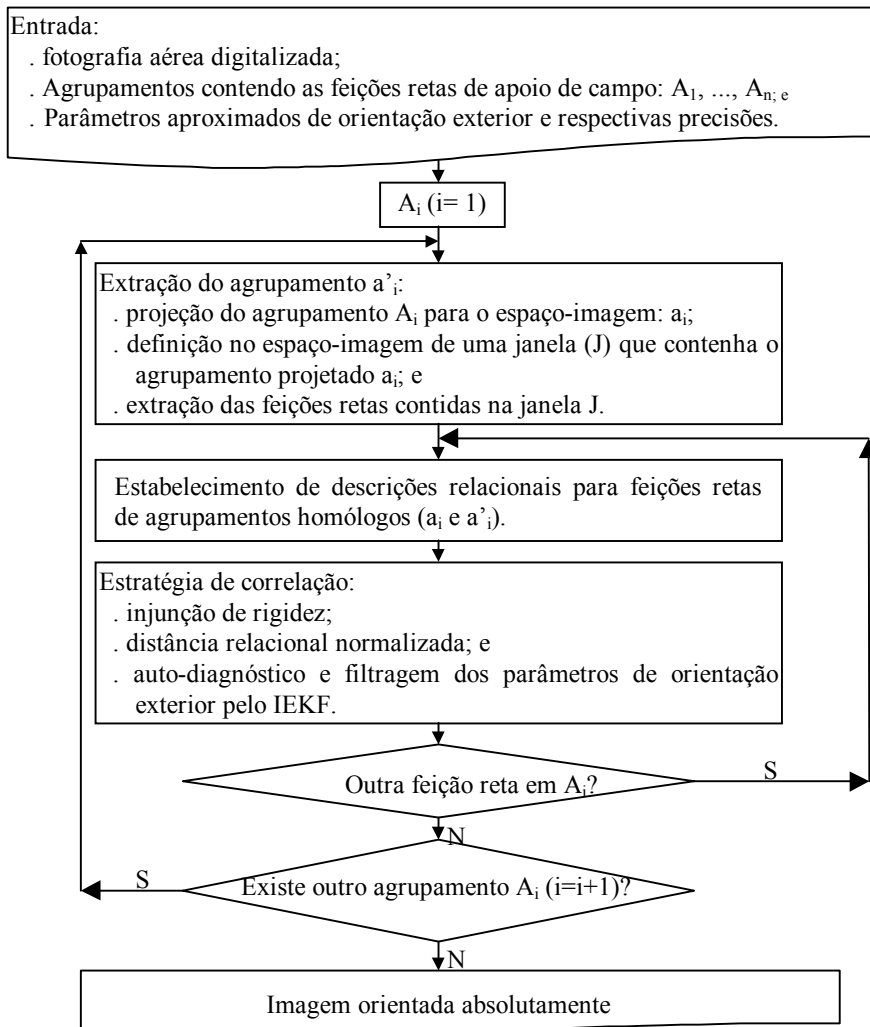 Entrada:
. fotografia aérea digitalizada;
. Agrupamentos contendo as feições retas de apoio de campo: A1, ..., An; e
. Parâmetros aproximados de orientação exterior e respectivas precisões.
Ai (i= 1)
Extração do agrupamento a’i:
. projeção do agrupamento Ai para o espaço-imagem: ai;
. definição no espaço-imagem de uma janela (J) que contenha o
agrupamento projetado ai; e
. extração das feições retas contidas na janela J.
Estabelecimento de descrições relacionais para feições retas
de agrupamentos homólogos (ai e a’i).
Estratégia de correlação:
. injunção de rigidez;
. distância relacional normalizada; e
. auto-diagnóstico e filtragem dos parâmetros de orientação
exterior pelo IEKF.
Outra feição reta em Ai?
S
N
S
Existe outro agrupamento Ai (i=i+1)?
N
Imagem orientada absolutamente